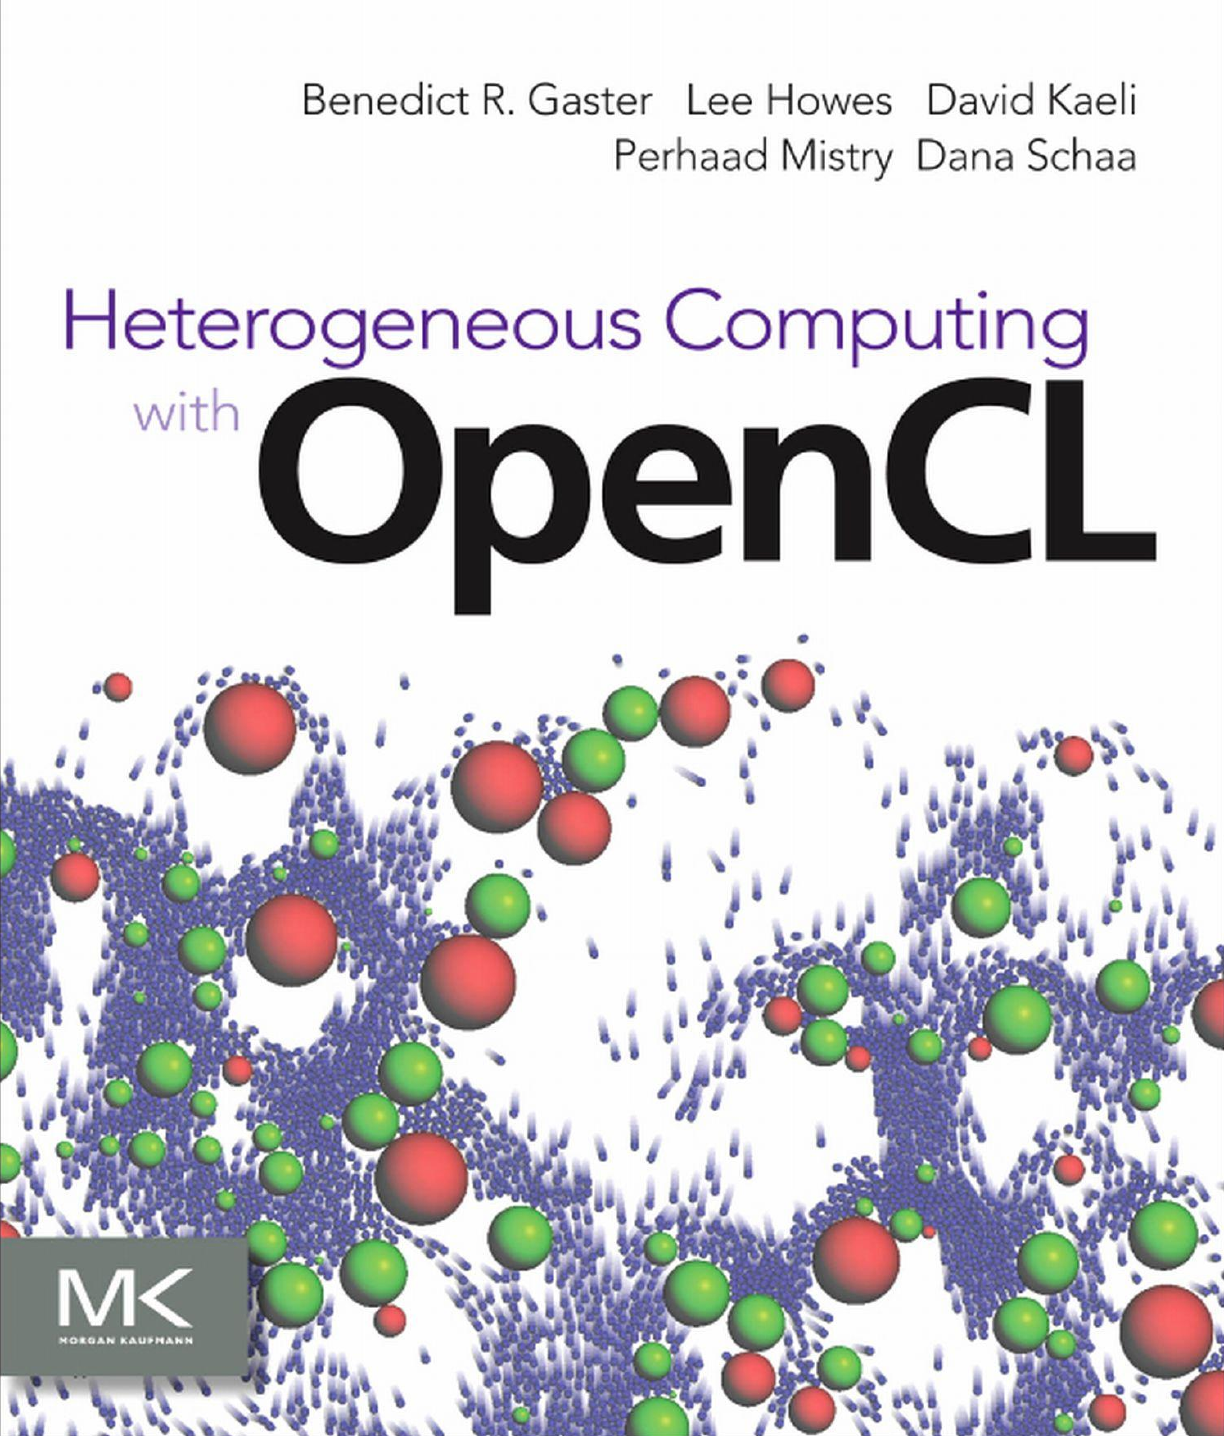 Benedict R. Gaster Lee Howes David Kaeli
Perhaad Mistry Dana Schaa
Heterogeneous Computing
with OpenCL
MK
MORGAN KAUFMANN